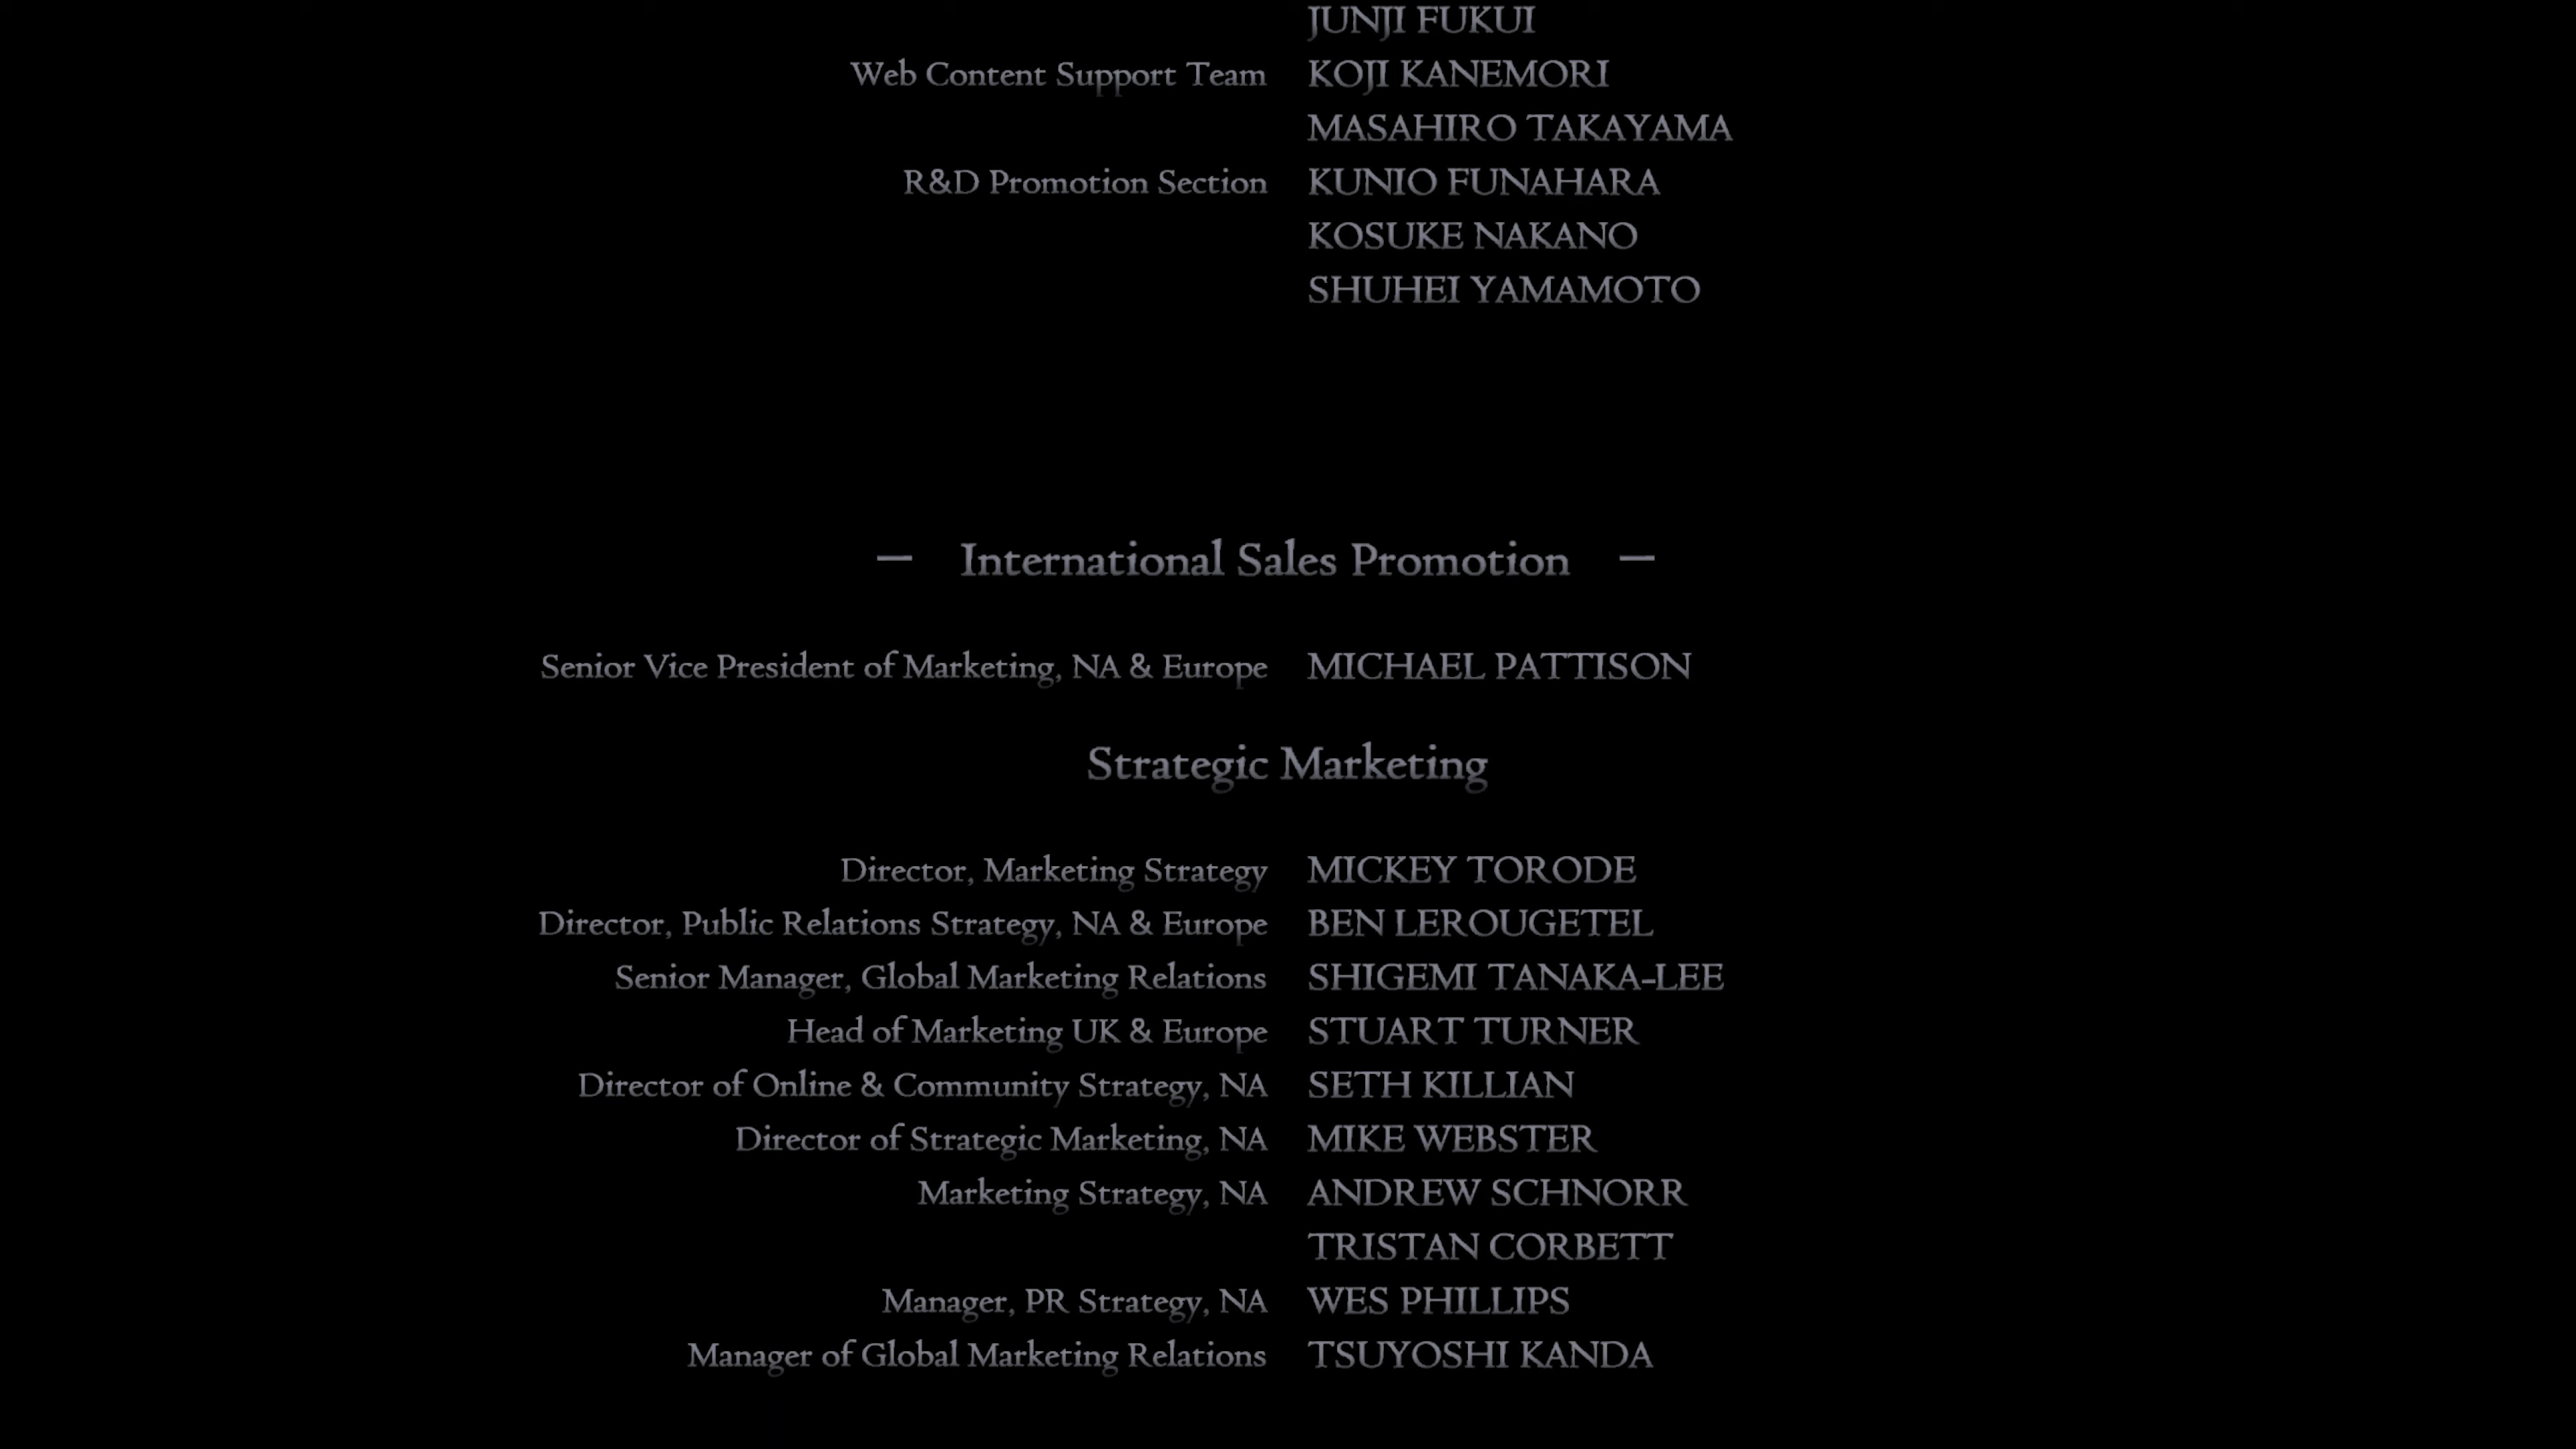 JUNJI FUKUI
Web Content Support Team KOJI KANEMORI
MASAHIRO TAKAYAMA
R&D Promotion Section KUNIO FUNAHARA
KOSUKE NAKANO
SHUHEI YAMAMOTO
— International Sales Promotion —
Senior Vice President of Marketing, NA & Europe MICHAEL PATTISON
Strategic Marketing
Director, Marketing Strategy MICKEY TORODE
Director, Public Relations Strategy, NA & Europe BEN LEROUGETEL
Senior Manager, Global Marketing Relations SHIGEMI TANAKA-LEE
Head of Marketing UK & Europe STUART TURNER
Director of Online & Community Strategy, NA SETH KILLIAN
Director of Strategic Marketing, NA MIKE WEBSTER
Marketing Strategy, NA ANDREW SCHNORR
TRISTAN CORBETT
Manager, PR Strategy, NA WES PHILLIPS
Manager of Global Marketing Relations TSUYOSHI KANDA